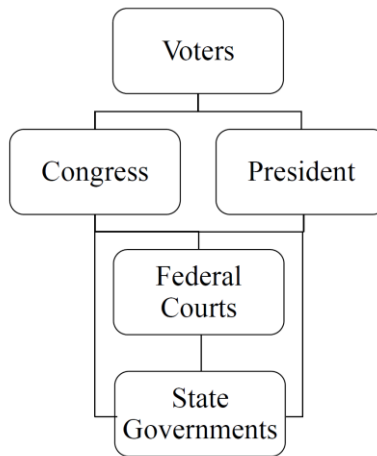 Voters
Congress
President
Federal
Courts
State
Governments